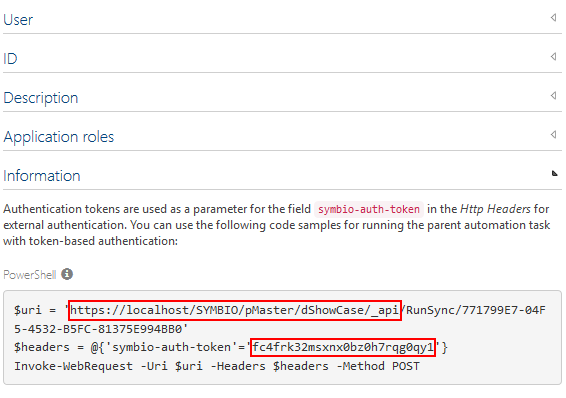 User
ID
Description
Application roles
Information
Authentication tokens are used as a parameter for the field symbio-auth-token in the Http Headers for
external authentication. You can use the following code samples for running the parent automation task
with token-based authentication:
PowerShell
$uri = 'https://localhost/SYMBIO/pMaster/dShowCase/_api/RunSync/771799E7-04F
5-4532-B5FC-81375E994BB0'
$headers = @{'symbio-auth-token'='fc4frk32msxnx0bz0h7rqg0qy1'}
Invoke-WebRequest -Uri $uri -Headers $headers -Method POST